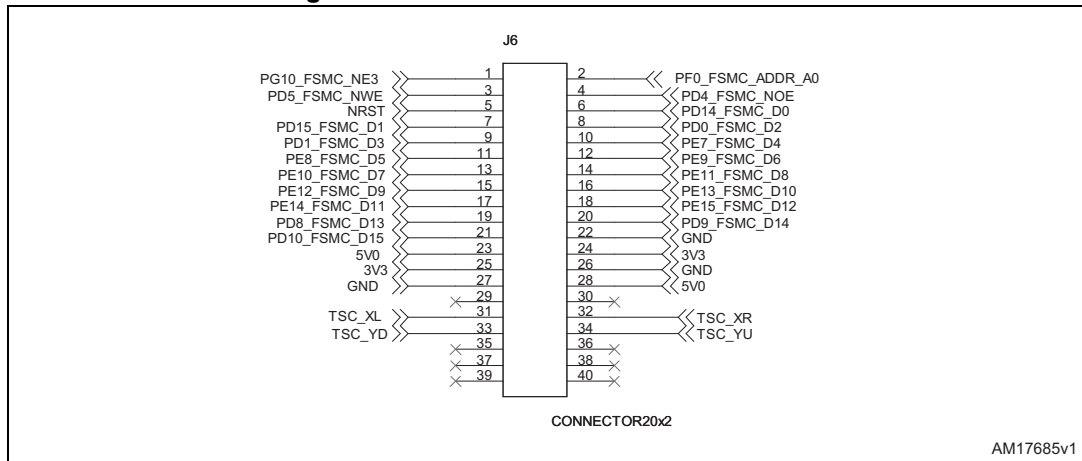 J6
PG10_FSMC_NE3 1 2 PF0_FSMC_ADDR_A0
PD5_FSMC_NWE 3 4 PD4_FSMC_NOE
NRST 5 6 PD14_FSMC_D0
PD15_FSMC_D1 7 8 PD0_FSMC_D2
PD1_FSMC_D3 9 10 PE7_FSMC_D4
PE8_FSMC_D5 11 12 PE9_FSMC_D6
PE10_FSMC_D7 13 14 PE11_FSMC_D8
PE12_FSMC_D9 15 16 PE13_FSMC_D10
PE14_FSMC_D11 17 18 PE15_FSMC_D12
PD8_FSMC_D13 19 20 PD9_FSMC_D14
PD10_FSMC_D15 21 22 GND
5V0 23 24 3V3
3V3 25 26 GND
GND 27 28 5V0
29 30
TSC_XL 31 32 TSC_XR
TSC_YD 33 34 TSC_YU
35 36
37 38
39 40
CONNECTOR20x2
AM17685v1